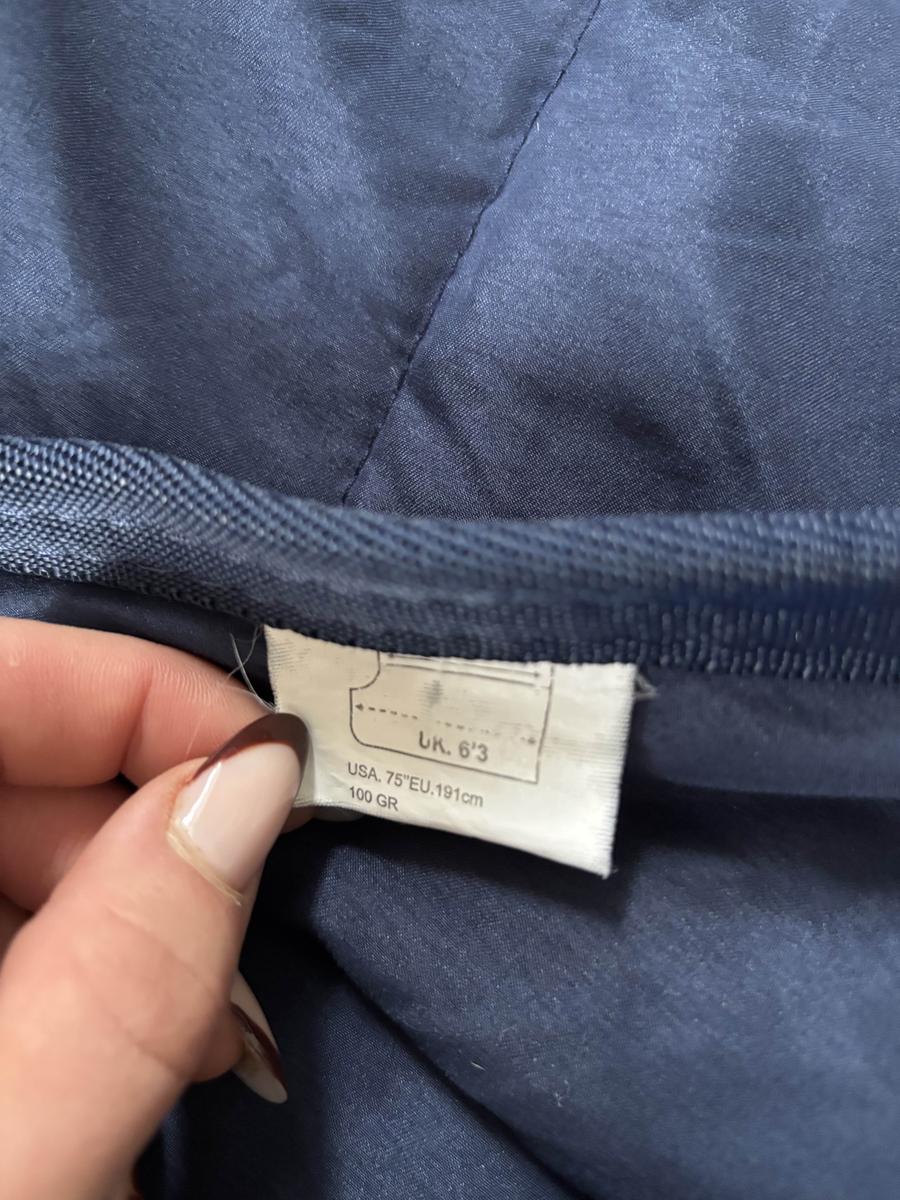 UK. 6'3
USA. 75"EU.191cm
100 GR